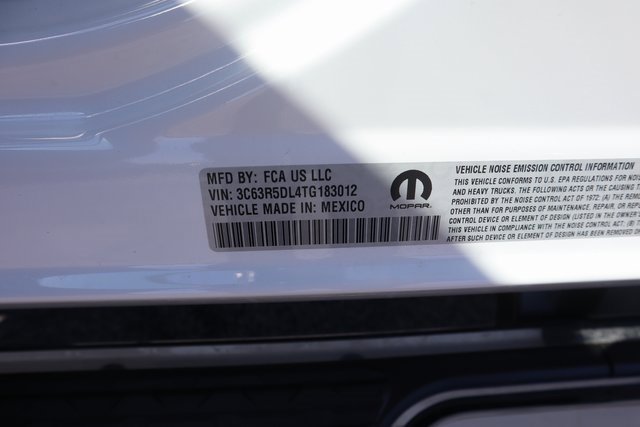 MFD BY: FCA US LLC
VIN: 3C63R5DL4TG183012
VEHICLE MADE IN: MEXICO
MOPAR
VEHICLE NOISE EMISSION CONTROL INFORMATION
THIS VEHICLE CONFORMS TO U.S. EPA REGULATIONS FOR NOIS
AND HEAVY TRUCKS. THE FOLLOWING ACTS OR THE CAUSING
PROHIBITED BY THE NOISE CONTROL ACT OF 1972: (A) THE REMO
OTHER THAN FOR PURPOSES OF MAINTENANCE, REPAIR, OR REP
CONTROL DEVICE OR ELEMENT OF DESIGN (LISTED IN THE OWNER
THIS VEHICLE IN COMPLIANCE WITH THE NOISE CONTROL ACT; (B)
AFTER SUCH DEVICE OR ELEMENT OF DESIGN HAS BEEN REMOVED